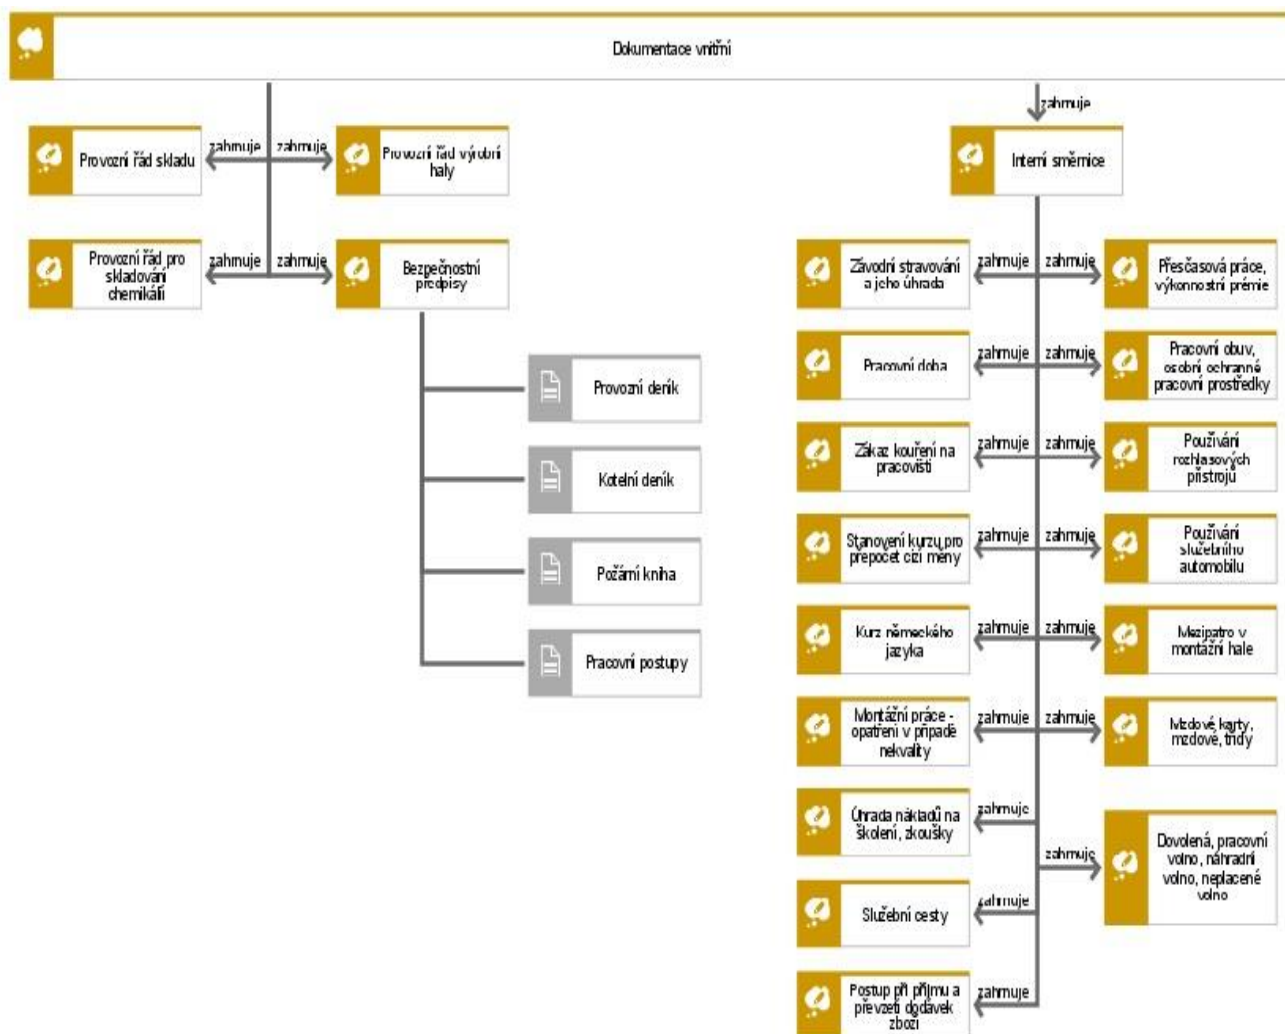 Dokumentace vnitřní
zahrnuje
zahrnuje
zahrnuje
Provozní řád skladu
Provozní řád výrobní
haly
Interní směrnice
zahrnuje
zahrnuje
Provozní řád pro
skladování
chemikálií
Bezpečnostní
předpisy
Provozní deník
Kotelní deník
Požární kniha
Pracovní postupy
zahrnuje
zahrnuje
Závodní stravování
a jeho úhrada
Přesčasová práce,
výkonnostní prémie
zahrnuje
zahrnuje
Pracovní doba
Pracovní obuv,
osobní ochranné
pracovní prostředky
zahrnuje
zahrnuje
Zákaz kouření na
pracovišti
Používání
rozhlasových
přístrojů
zahrnuje
zahrnuje
Stanovení kurzu pro
přepočet cizí měny
Používání
služebního
automobilu
zahrnuje
zahrnuje
Kurz německého
jazyka
Mezipatro v
montážní hale
zahrnuje
zahrnuje
Montážní práce -
opatření v případě
nekvality
Mzdové karty,
mzdové, třídy
zahrnuje
Úhrada nákladů na
školení, zkoušky
zahrnuje
Dovolená, pracovní
volno, náhradní
volno, neplacené
volno
zahrnuje
Služební cesty
zahrnuje
Postup při příjmu a
převzetí dodávek
zboží